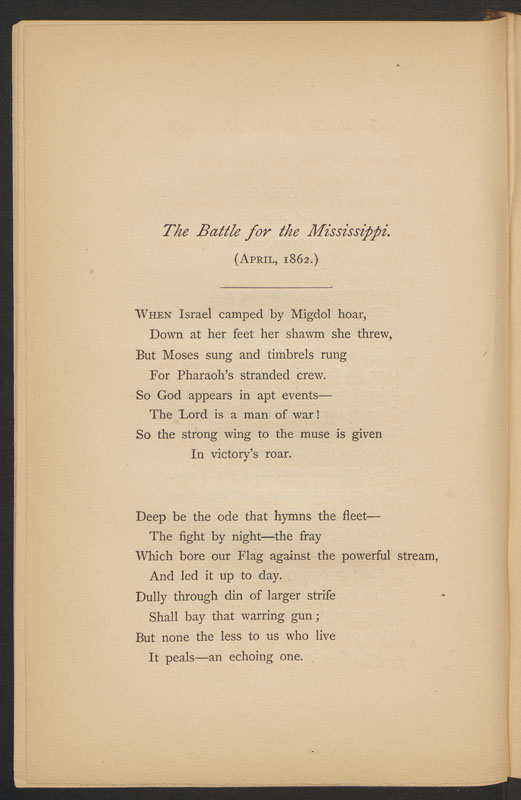 The Battle for the Mississippi.
(APRIL, 1862.)
WHEN Israel camped by Migdol hoar,
Down at her feet her shawm she threw,
But Moses sung and timbrels rung
For Pharaoh's stranded crew.
So God appears in apt events—
The Lord is a man of war!
So the strong wing to the muse is given
In victory's roar.
Deep be the ode that hymns the fleet—
The fight by night—the fray
Which bore our Flag against the powerful stream,
And led it up to day.
Dully through din of larger strife
Shall bay that warring gun;
But none the less to us who live
It peals—an echoing one.